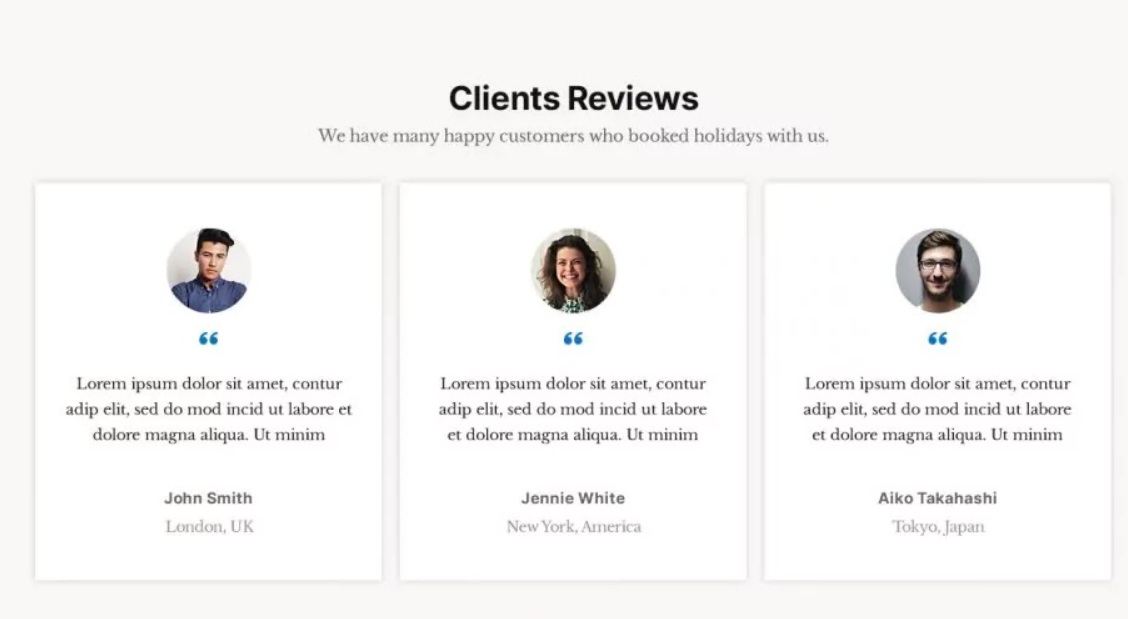 Clients Reviews
We have many happy customers who booked holidays with us.
“
Lorem ipsum dolor sit amet, contur
adip elit, sed do mod incid ut labore et
dolore magna aliqua. Ut minim
John Smith
London, UK
“
Lorem ipsum dolor sit amet, contur
adip elit, sed do mod incid ut labore
et dolore magna aliqua. Ut minim
Jennie White
New York, America
“
Lorem ipsum dolor sit amet, contur
adip elit, sed do mod incid ut labore
et dolore magna aliqua. Ut minim
Aiko Takahashi
Tokyo, Japan